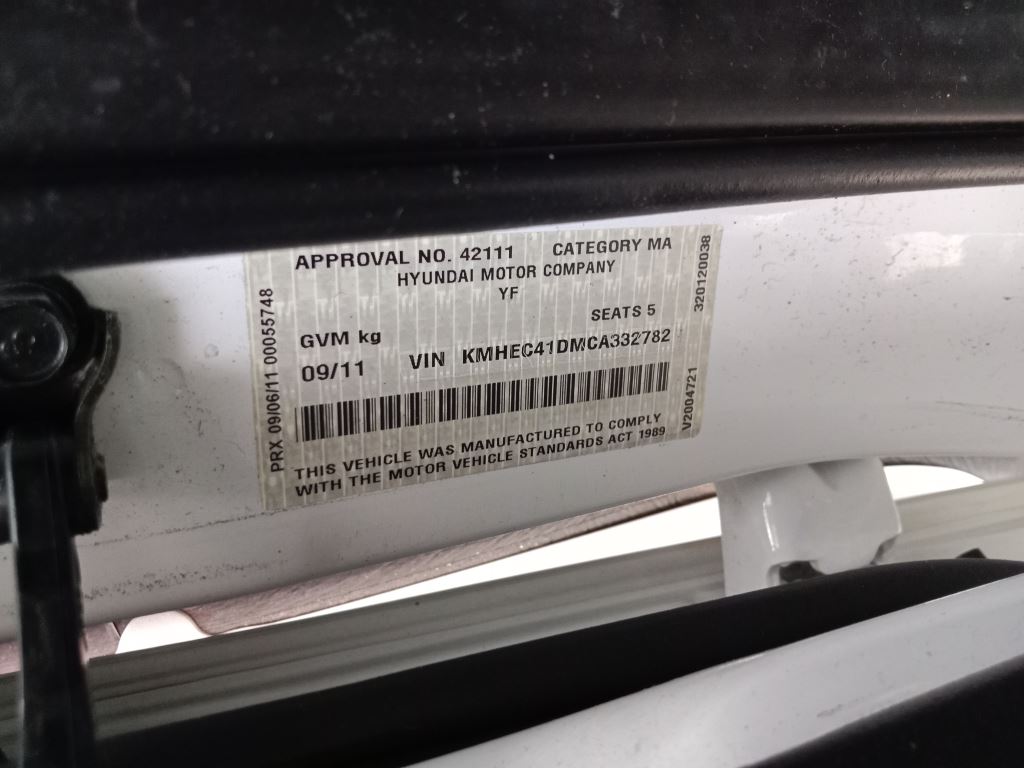 APPROVAL NO. 42111 CATEGORY MA
HYUNDAI MOTOR COMPANY
YF
SEATS 5
GVM kg
09/11 VIN KMHEC41DMCA332782
THIS VEHICLE WAS MANUFACTURED TO COMPLY
WITH THE MOTOR VEHICLE STANDARDS ACT 1989
PRX 09/06/11 00055748
V2004721 320120038